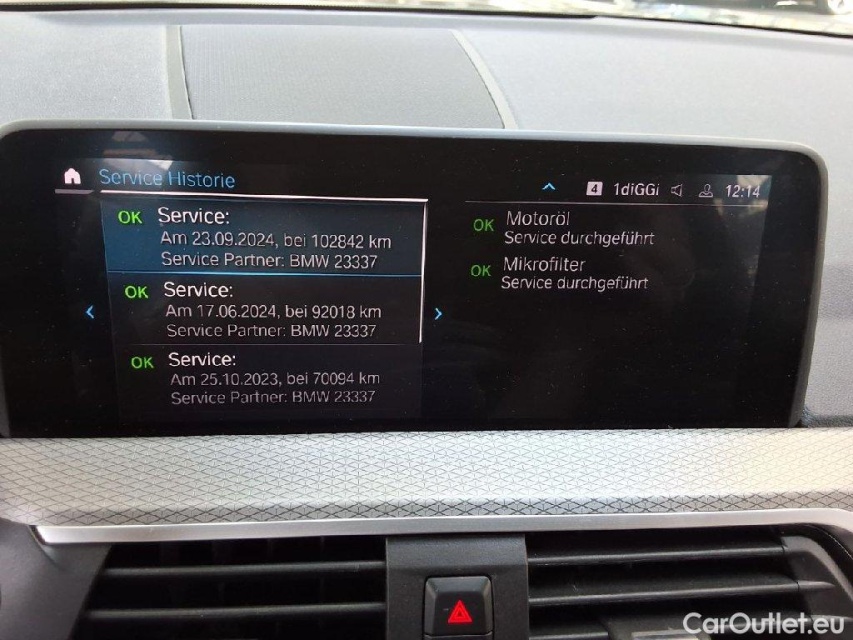 Service Historie
4 1diGGi 12:14
OK Service:
Am 23.09.2024, bei 102842 km
Service Partner: BMW 23337
OK Service:
Am 17.06.2024, bei 92018 km
Service Partner: BMW 23337
OK Service:
Am 25.10.2023, bei 70094 km
Service Partner: BMW 23337
OK Motoröl
Service durchgeführt
OK Mikrofilter
Service durchgeführt
CarOutlet.eu